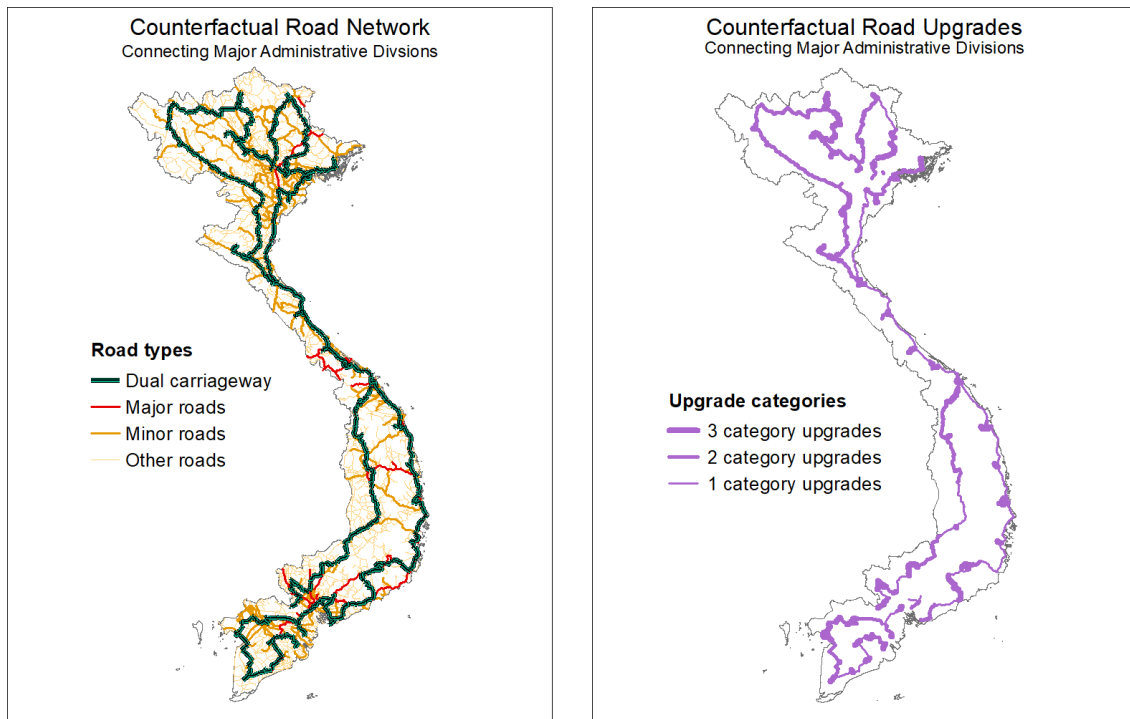 Counterfactual Road Network
Connecting Major Administrative Divsions
Road types
Dual carriageway
Major roads
Minor roads
Other roads
Counterfactual Road Upgrades
Connecting Major Administrative Divisions
Upgrade categories
3 category upgrades
2 category upgrades
1 category upgrades